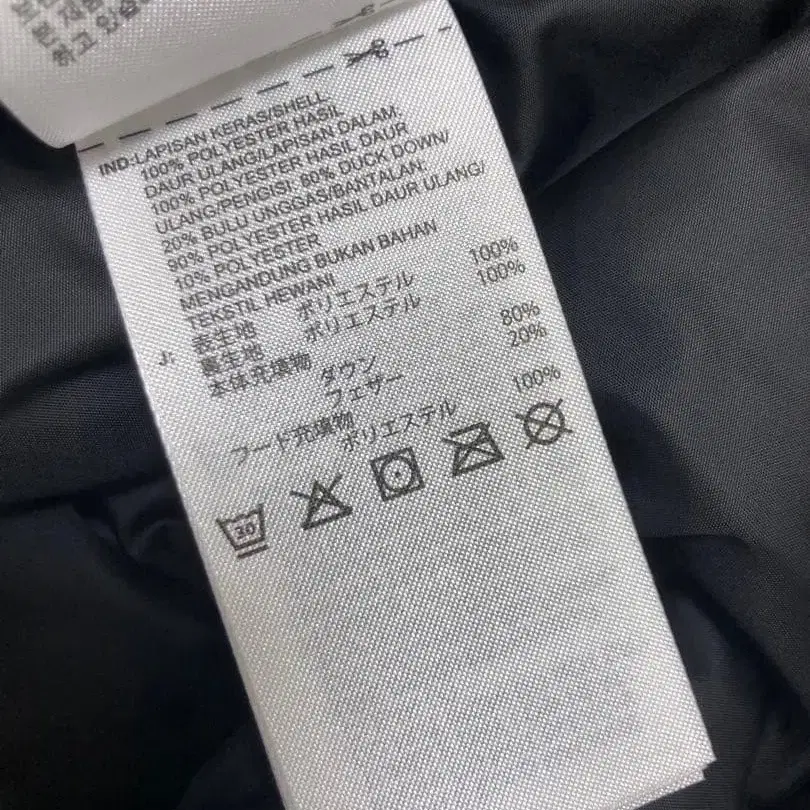 IND:LAPISAN KERAS/SHELL:
100% POLYESTER HASIL
DAUR ULANG/LAPISAN DALAM:
100% POLYESTER HASIL DAUR
ULANG/PENGISI: 80% DUCK DOWN/
20% BULU UNGGAS/BANTALAN:
90% POLYESTER HASIL DAUR ULANG/
10% POLYESTER
MENGANDUNG BUKAN BAHAN
TEKSTIL HEWANI
J: 表生地 ポリエステル 100%
裏生地 ポリエステル 100%
本体充填物 ダウン 80%
フェザー 20%
フード充填物 ポリエステル 100%
30